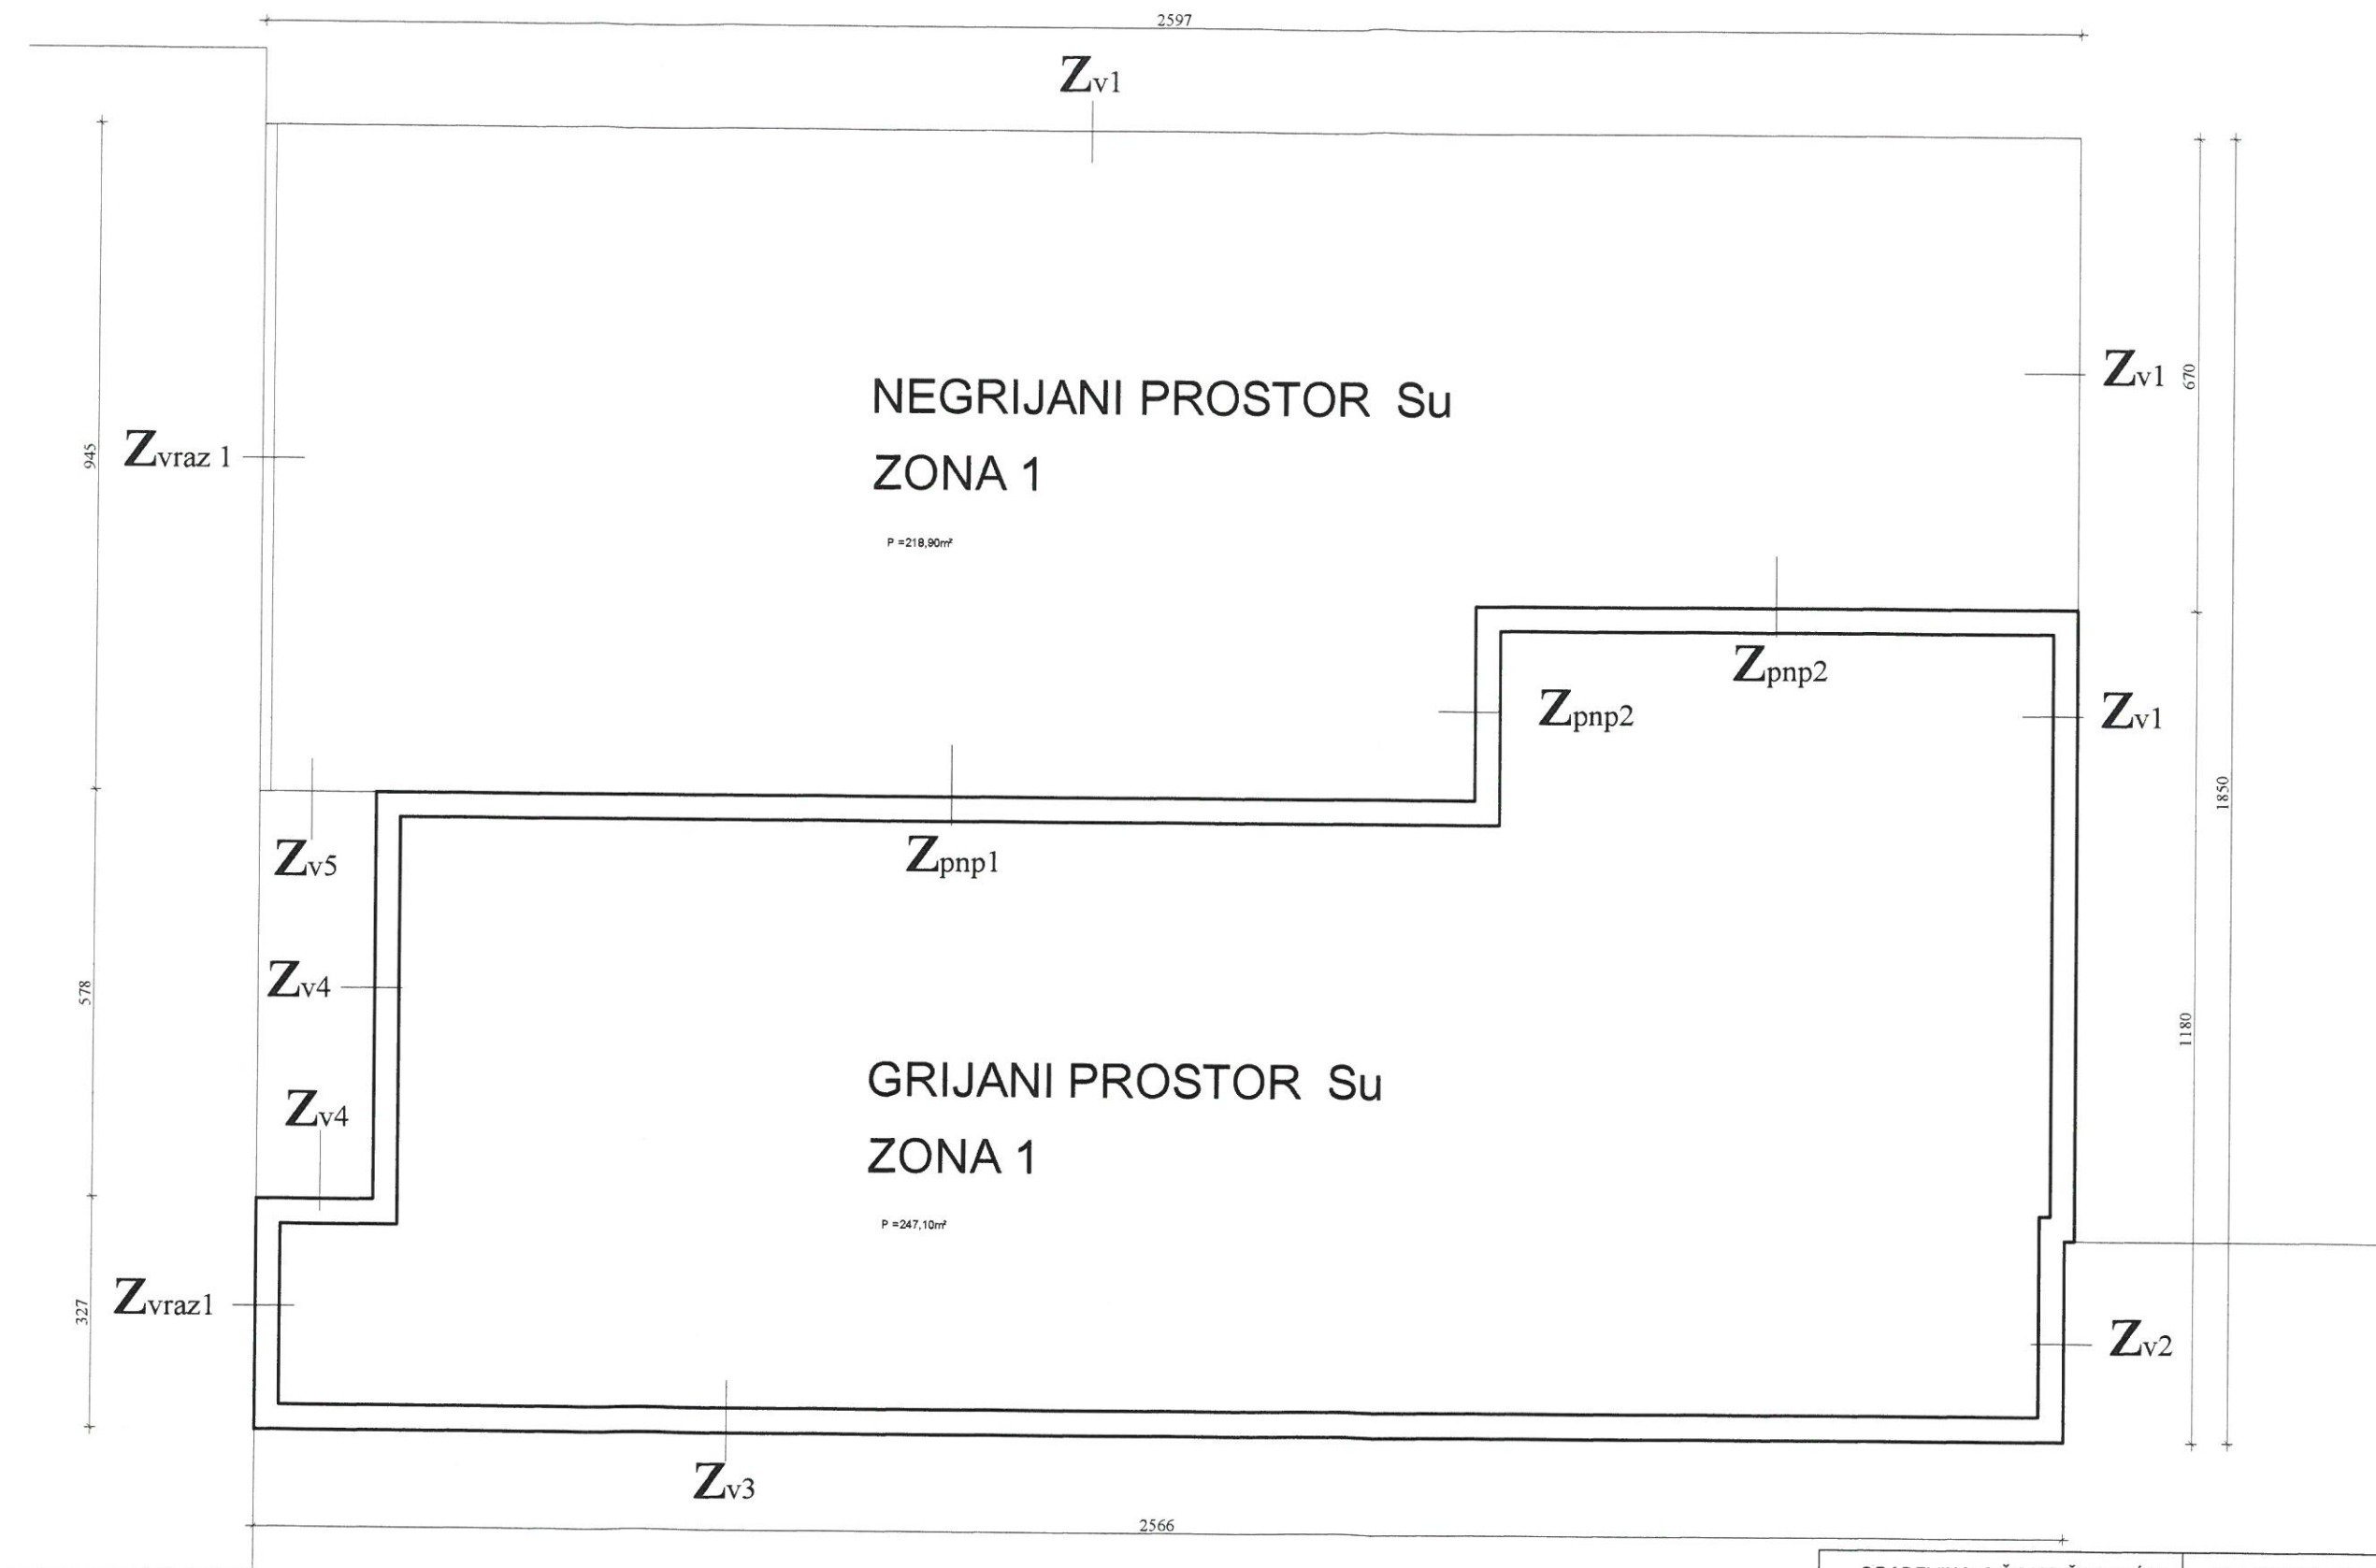 2597
Zv1
NEGRIJANI PROSTOR Su
ZONA 1
P =218,90m²
Zvraz 1
945
Zv1
670
Zpnp2
Zpnp2
Zv1
1850
Zpnp1
Zv5
Zv4
578
Zv4
GRIJANI PROSTOR Su
ZONA 1
P =247,10m²
1180
Zvraz1
327
Zv2
Zv3
2566